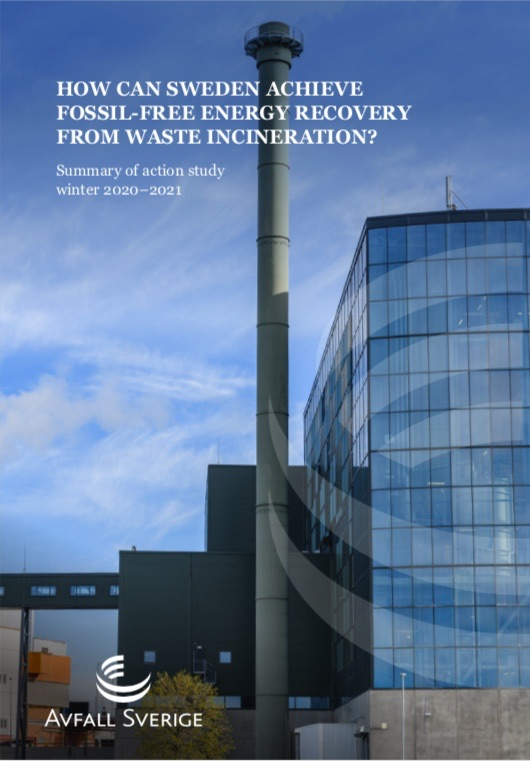 HOW CAN SWEDEN ACHIEVE
FOSSIL-FREE ENERGY RECOVERY
FROM WASTE INCINERATION?
Summary of action study
winter 2020–2021
AVFALL SVERIGE